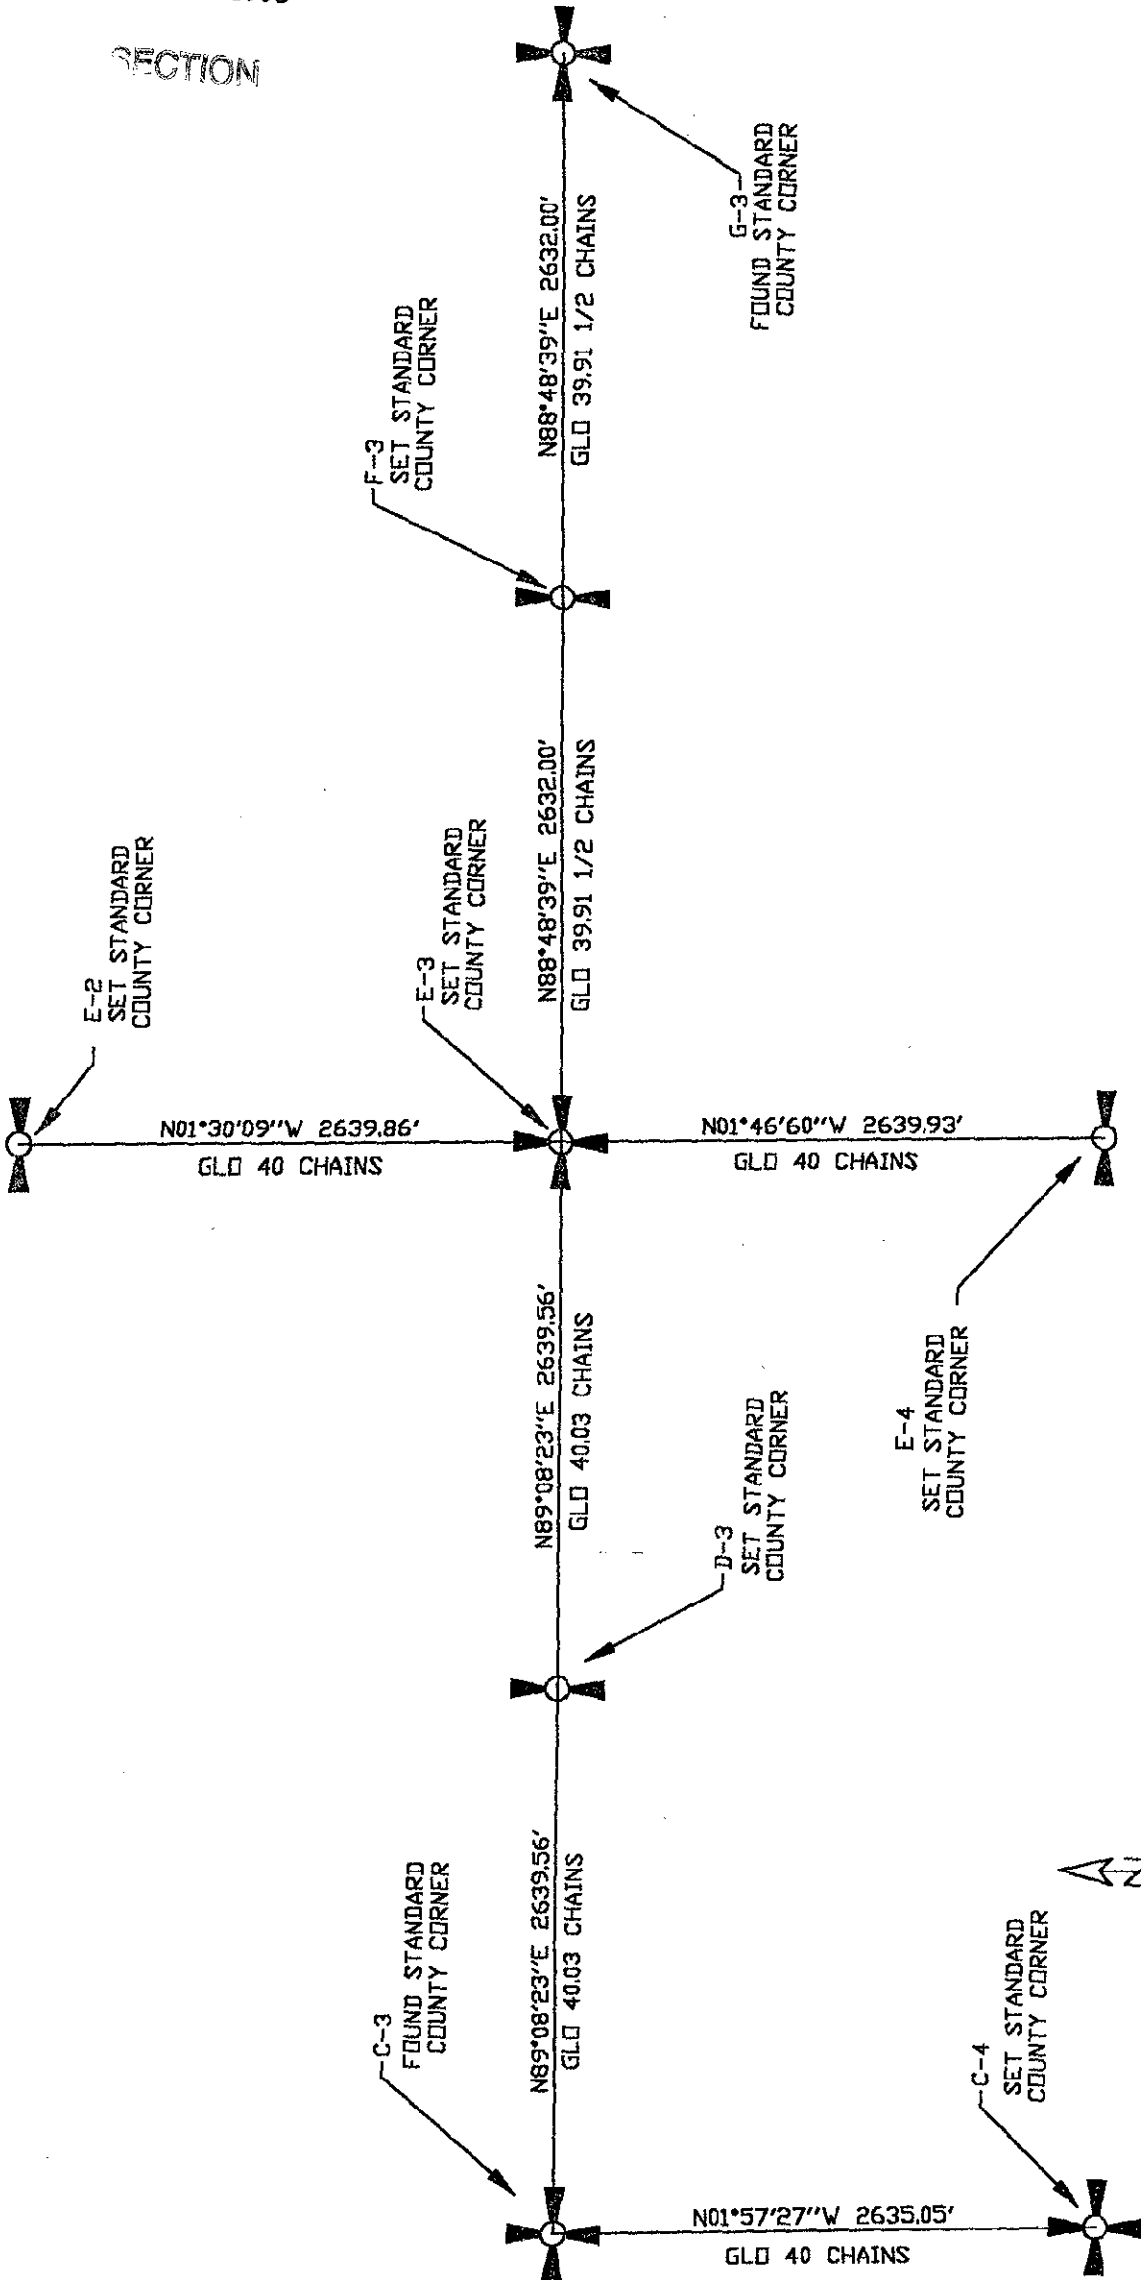 SECTION
G-3
FOUND STANDARD
COUNTY CORNER
N88°48'39"E 2632.00'
GLO 39.91 1/2 CHAINS
F-3
SET STANDARD
COUNTY CORNER
N88°48'39"E 2632.00'
GLO 39.91 1/2 CHAINS
E-2
SET STANDARD
COUNTY CORNER
E-3
SET STANDARD
COUNTY CORNER
N01°30'09"W 2639.86'
GLO 40 CHAINS
N01°46'60"W 2639.93'
GLO 40 CHAINS
N89°08'23"E 2639.56'
GLO 40.03 CHAINS
E-4
SET STANDARD
COUNTY CORNER
D-3
SET STANDARD
COUNTY CORNER
N89°08'23"E 2639.56'
GLO 40.03 CHAINS
C-3
FOUND STANDARD
COUNTY CORNER
N
C-4
SET STANDARD
COUNTY CORNER
N01°57'27"W 2635.05'
GLO 40 CHAINS